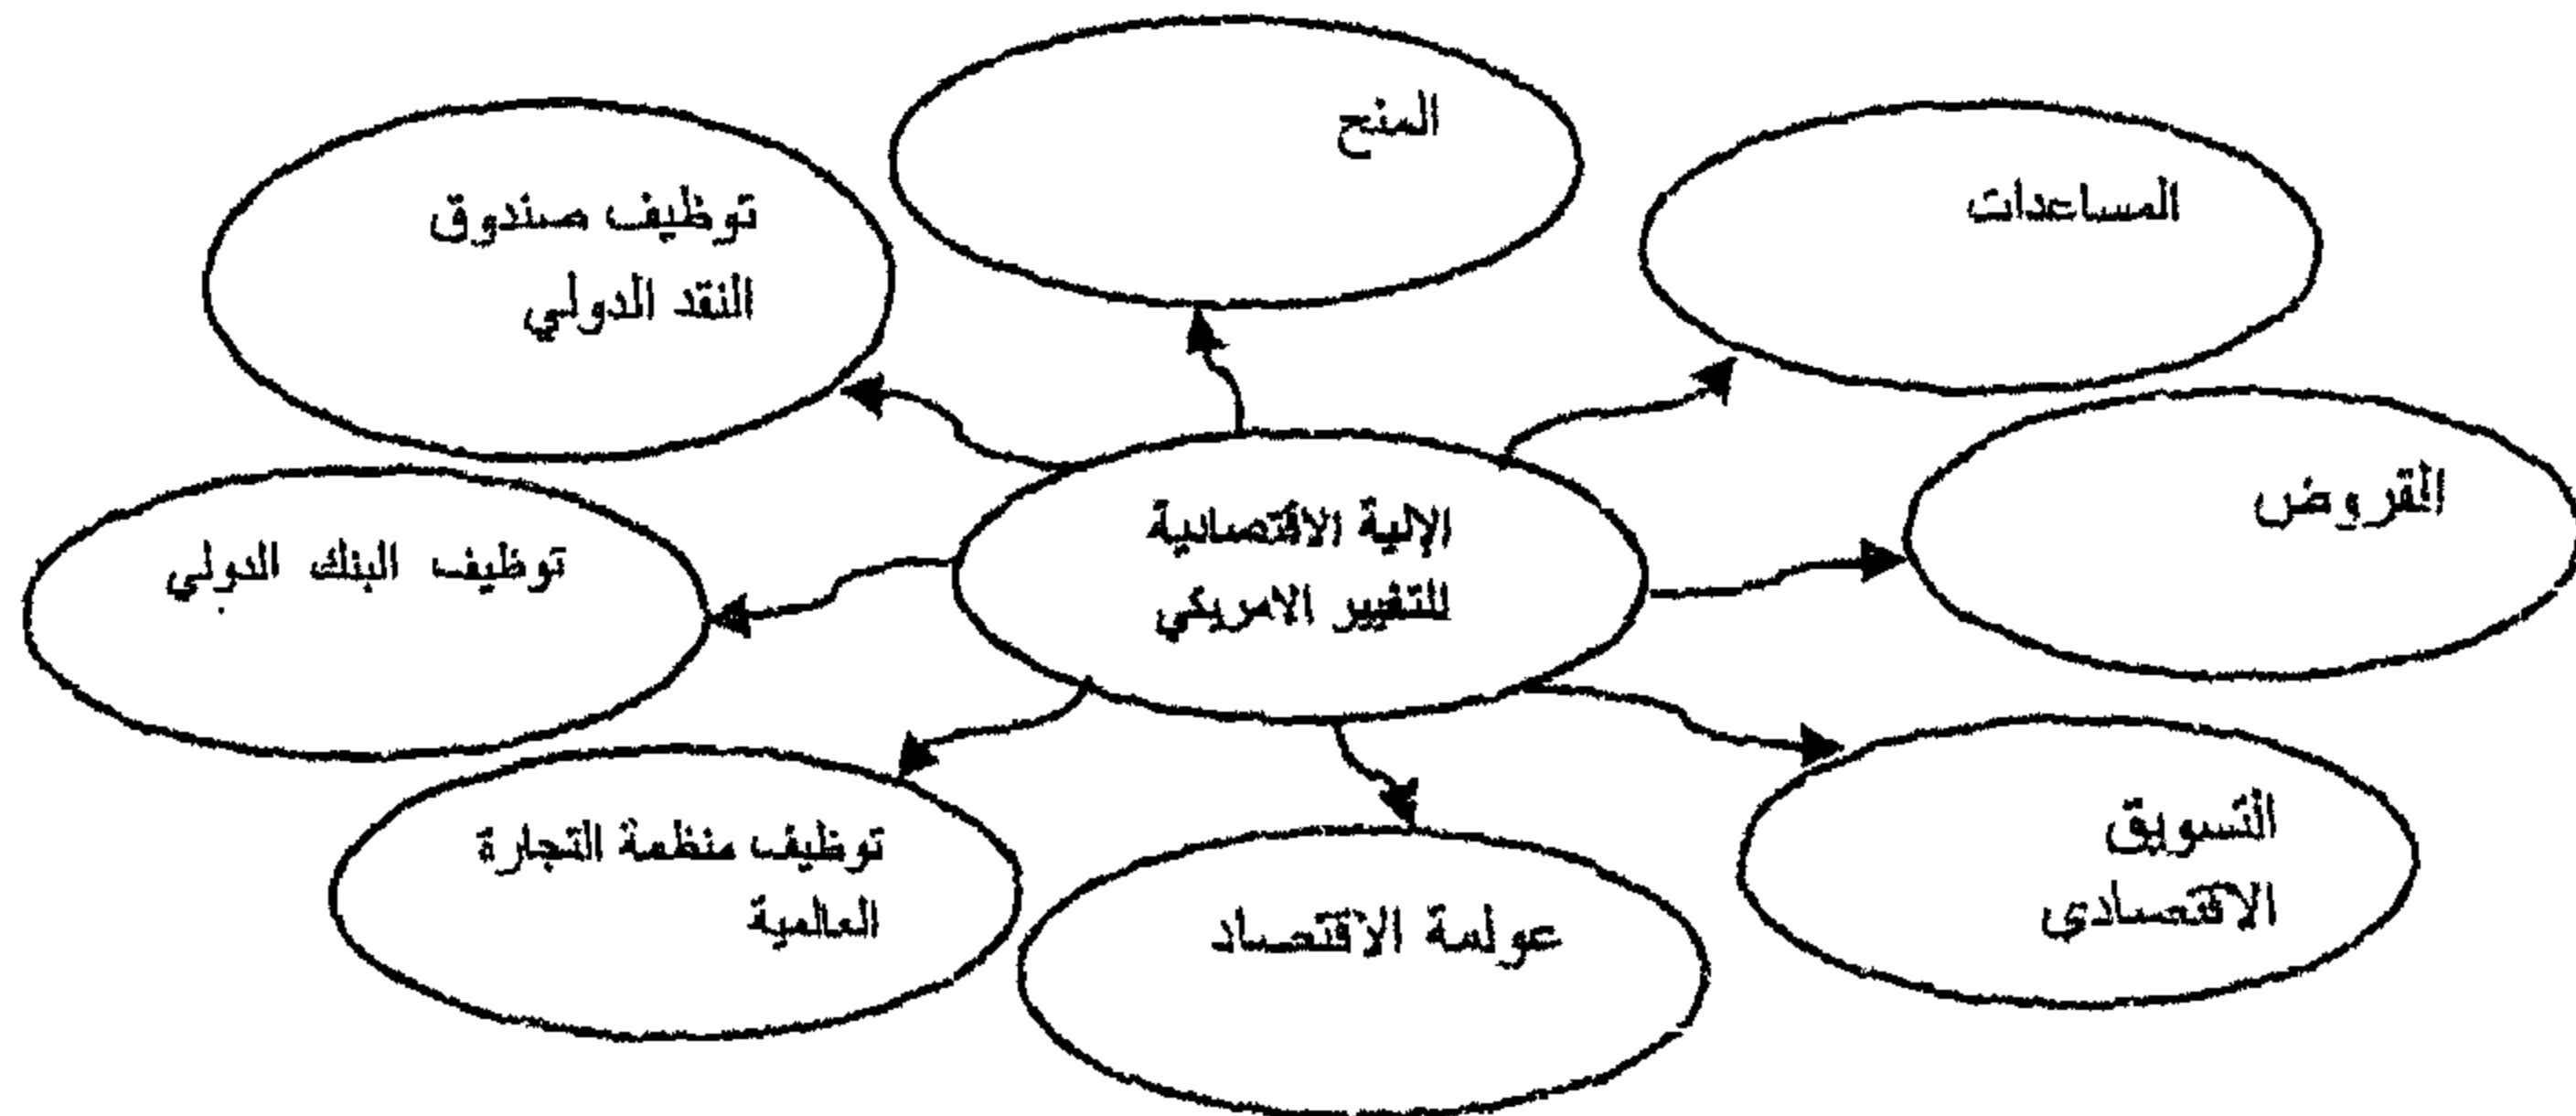 المنح
المساعدات
توظيف صندوق
النقد الدولي
القروض
الإلية الاقتصادية
للتغيير الامريكي
توظيف البنك الدولي
التسويق
الاقتصادي
توظيف منظمة التجارة
العالمية
عولمة الاقتصاد